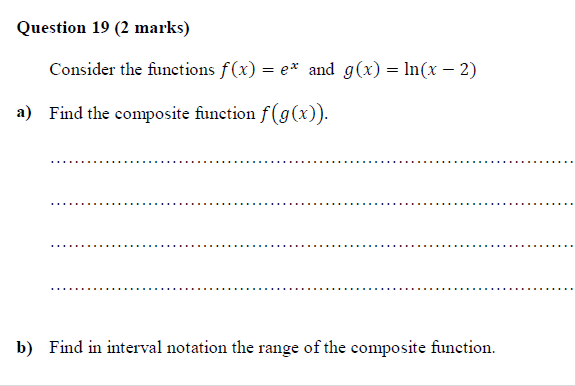 Question 19 (2 marks)
Consider the functions f(x) = eˣ and g(x) = ln(x − 2)
a) Find the composite function f(g(x)).
b) Find in interval notation the range of the composite function.